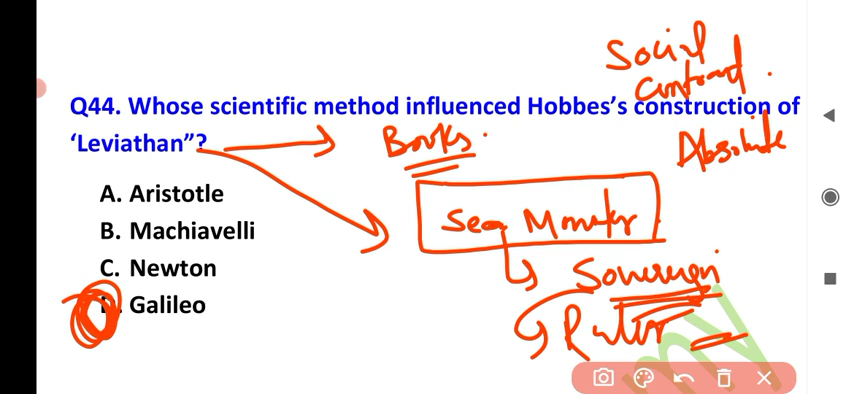 Social
Contract.
Q44. Whose scientific method influenced Hobbes's construction of
‘Leviathan”?
Books.
Absolute
A. Aristotle
Sea Monster
B. Machiavelli
C. Newton
Sovereign
D. Galileo
Ruler
my